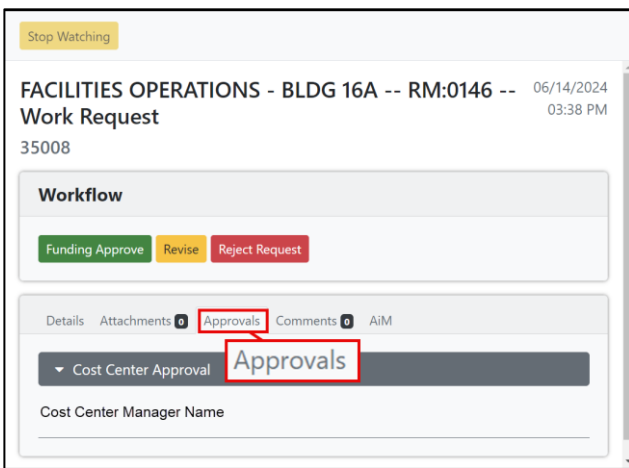 Stop Watching
FACILITIES OPERATIONS - BLDG 16A -- RM:0146 --
Work Request
06/14/2024
03:38 PM
35008
Workflow
Funding Approve Revise Reject Request
Details Attachments 0 Approvals Comments 0 AiM
Approvals
Cost Center Approval
Cost Center Manager Name